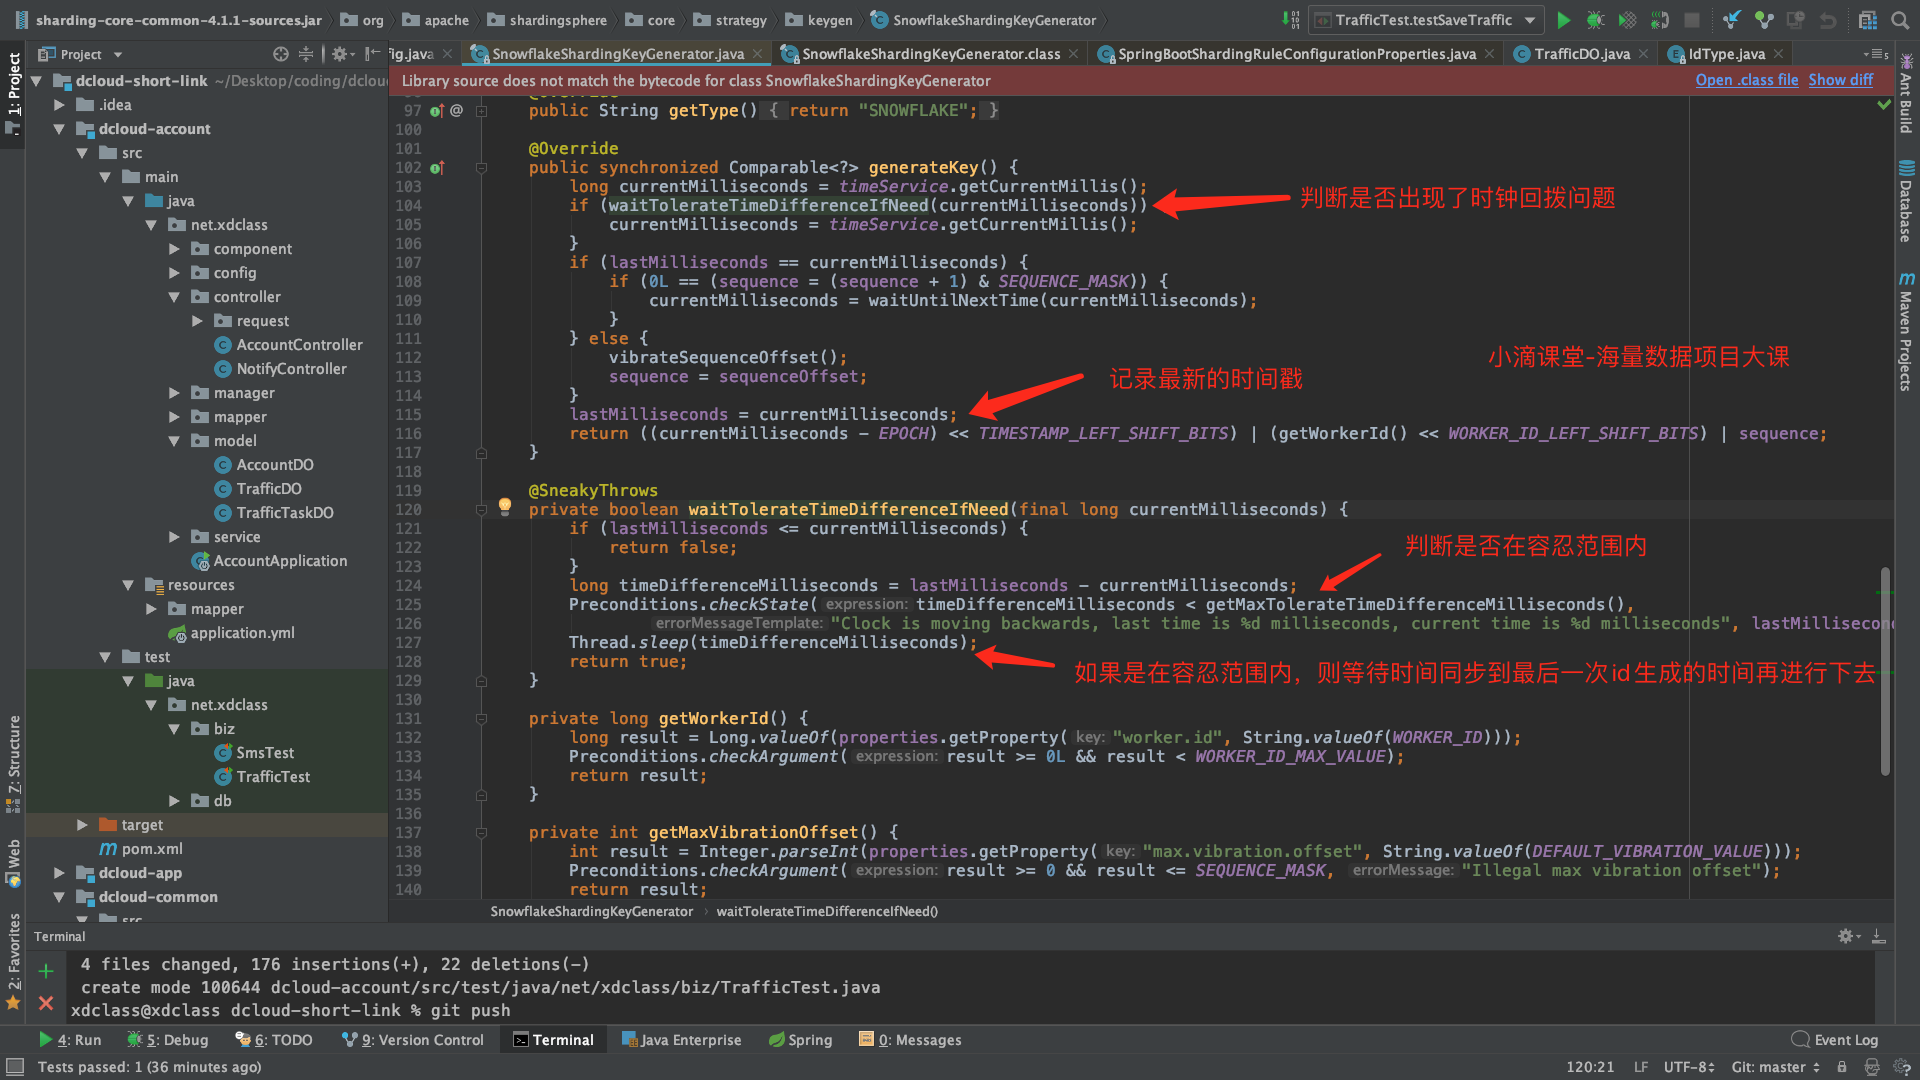 sharding-core-common-4.1.1-sources.jar org apache shardingsphere core strategy keygen SnowflakeShardingKeyGenerator TrafficTest.testSaveTraffic
Project
fig.java SnowflakeShardingKeyGenerator.java SnowflakeShardingKeyGenerator.class SpringBootShardingRuleConfigurationProperties.java TrafficDO.java IdType.java
Library source does not match the bytecode for class SnowflakeShardingKeyGenerator Open .class file Show diff
1: Project
7: Structure
Web
2: Favorites
Ant Build
Database
Maven Projects
dcloud-short-link ~/Desktop/coding/dclou
.idea
dcloud-account
src
main
java
net.xdclass
component
config
controller
request
AccountController
NotifyController
manager
mapper
model
AccountDO
TrafficDO
TrafficTaskDO
service
AccountApplication
resources
mapper
application.yml
test
java
net.xdclass
biz
SmsTest
TrafficTest
db
target
pom.xml
dcloud-app
dcloud-common
src
97 public String getType() { return "SNOWFLAKE"; }
100
101 @Override
102 public synchronized Comparable<?> generateKey() {
103 long currentMilliseconds = timeService.getCurrentMillis();
104 if (waitTolerateTimeDifferenceIfNeed(currentMilliseconds)) 判断是否出现了时钟回拨问题
105 currentMilliseconds = timeService.getCurrentMillis();
106 }
107 if (lastMilliseconds == currentMilliseconds) {
108 if (0L == (sequence = (sequence + 1) & SEQUENCE_MASK)) {
109 currentMilliseconds = waitUntilNextTime(currentMilliseconds);
110 }
111 } else {
112 vibrateSequenceOffset(); 小滴课堂-海量数据项目大课
113 sequence = sequenceOffset; 记录最新的时间戳
114 }
115 lastMilliseconds = currentMilliseconds;
116 return ((currentMilliseconds - EPOCH) << TIMESTAMP_LEFT_SHIFT_BITS) | (getWorkerId() << WORKER_ID_LEFT_SHIFT_BITS) | sequence;
117 }
118
119 @SneakyThrows
120 private boolean waitTolerateTimeDifferenceIfNeed(final long currentMilliseconds) {
121 if (lastMilliseconds <= currentMilliseconds) {
122 return false; 判断是否在容忍范围内
123 }
124 long timeDifferenceMilliseconds = lastMilliseconds - currentMilliseconds;
125 Preconditions.checkState( expression: timeDifferenceMilliseconds < getMaxTolerateTimeDifferenceMilliseconds(),
126 errorMessageTemplate: "Clock is moving backwards, last time is %d milliseconds, current time is %d milliseconds", lastMillisecon
127 Thread.sleep(timeDifferenceMilliseconds);
128 return true; 如果是在容忍范围内，则等待时间同步到最后一次id生成的时间再进行下去
129 }
130
131 private long getWorkerId() {
132 long result = Long.valueOf(properties.getProperty( key: "worker.id", String.valueOf(WORKER_ID)));
133 Preconditions.checkArgument( expression: result >= 0L && result < WORKER_ID_MAX_VALUE);
134 return result;
135 }
136
137 private int getMaxVibrationOffset() {
138 int result = Integer.parseInt(properties.getProperty( key: "max.vibration.offset", String.valueOf(DEFAULT_VIBRATION_VALUE)));
139 Preconditions.checkArgument( expression: result >= 0 && result <= SEQUENCE_MASK, errorMessage: "Illegal max vibration offset");
140 return result;
SnowflakeShardingKeyGenerator › waitTolerateTimeDifferenceIfNeed()
Terminal
4 files changed, 176 insertions(+), 22 deletions(-)
create mode 100644 dcloud-account/src/test/java/net/xdclass/biz/TrafficTest.java
xdclass@xdclass dcloud-short-link % git push
4: Run 5: Debug 6: TODO 9: Version Control Terminal Java Enterprise Spring 0: Messages Event Log
Tests passed: 1 (36 minutes ago) 120:21 LF UTF-8 Git: master